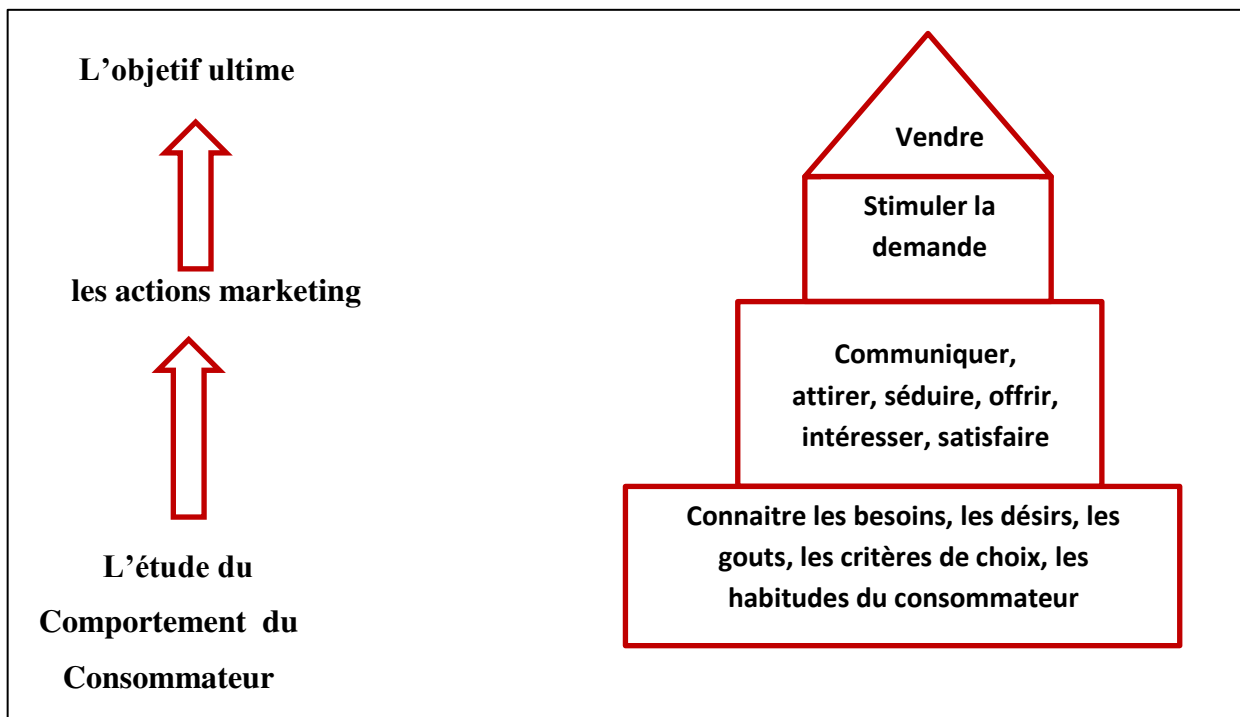 L’objetif ultime
les actions marketing
L’étude du
Comportement du
Consommateur
Vendre
Stimuler la
demande
Communiquer,
attirer, séduire, offrir,
intéresser, satisfaire
Connaitre les besoins, les désirs, les
gouts, les critères de choix, les
habitudes du consommateur